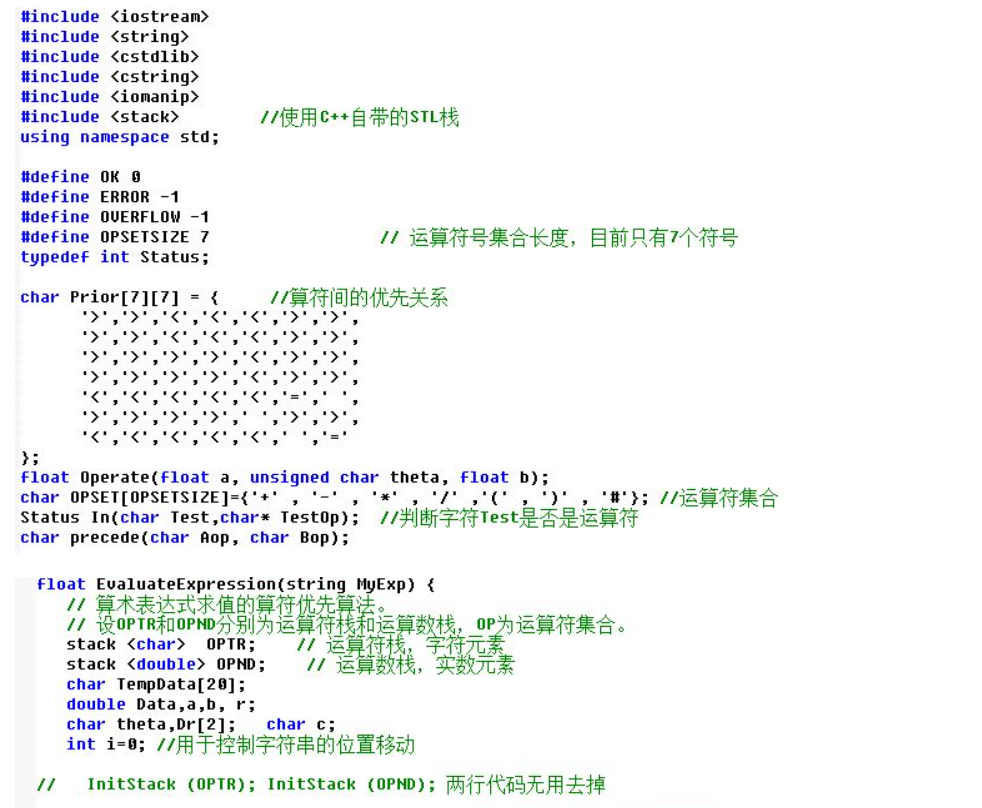 #include <iostream>
#include <string>
#include <cstdlib>
#include <cstring>
#include <iomanip>
#include <stack>        //使用C++自带的STL栈
using namespace std;
#define OK 0
#define ERROR -1
#define OVERFLOW -1
#define OPSETSIZE 7                 // 运算符号集合长度，目前只有7个符号
typedef int Status;
char Prior[7][7] = {     //算符间的优先关系
'>','>','<','<','<','>','>',
'>','>','<','<','<','>','>',
'>','>','>','>','<','>','>',
'>','>','>','>','<','>','>',
'<','<','<','<','<','=',' ',
'>','>','>','>',' ','>','>',
'<','<','<','<','<',' ','='
};
float Operate(float a, unsigned char theta, float b);
char OPSET[OPSETSIZE]={'+' , '-' , '*' , '/' ,'(' , ')' , '#'}; //运算符集合
Status In(char Test,char* TestOp);  //判断字符Test是否是运算符
char precede(char Aop, char Bop);
float EvaluateExpression(string MyExp) {
// 算术表达式求值的算符优先算法。
// 设OPTR和OPND分别为运算符栈和运算数栈，OP为运算符集合。
stack <char>  OPTR;    // 运算符栈，字符元素
stack <double> OPND;    // 运算数栈，实数元素
char TempData[20];
double Data,a,b, r;
char theta,Dr[2];   char c;
int i=0; //用于控制字符串的位置移动
//   InitStack (OPTR); InitStack (OPND); 两行代码无用去掉